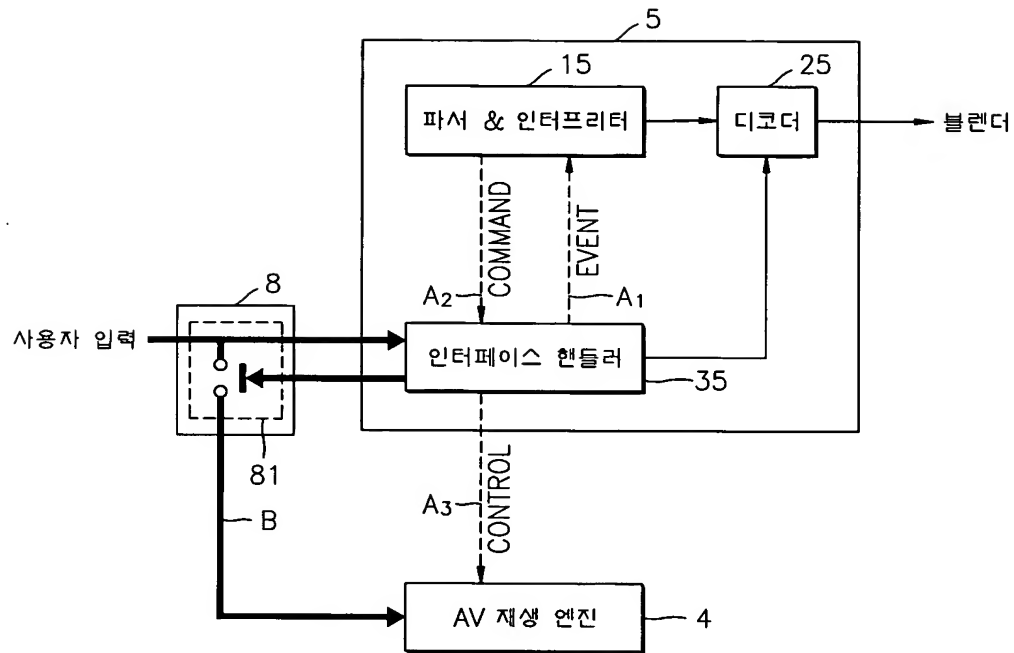 5
15
25
파서 & 인터프리터
디코더
블렌더
COMMAND
EVENT
A2
A1
8
사용자 입력
인터페이스 핸들러
35
81
CONTROL
A3
B
AV 재생 엔진
4